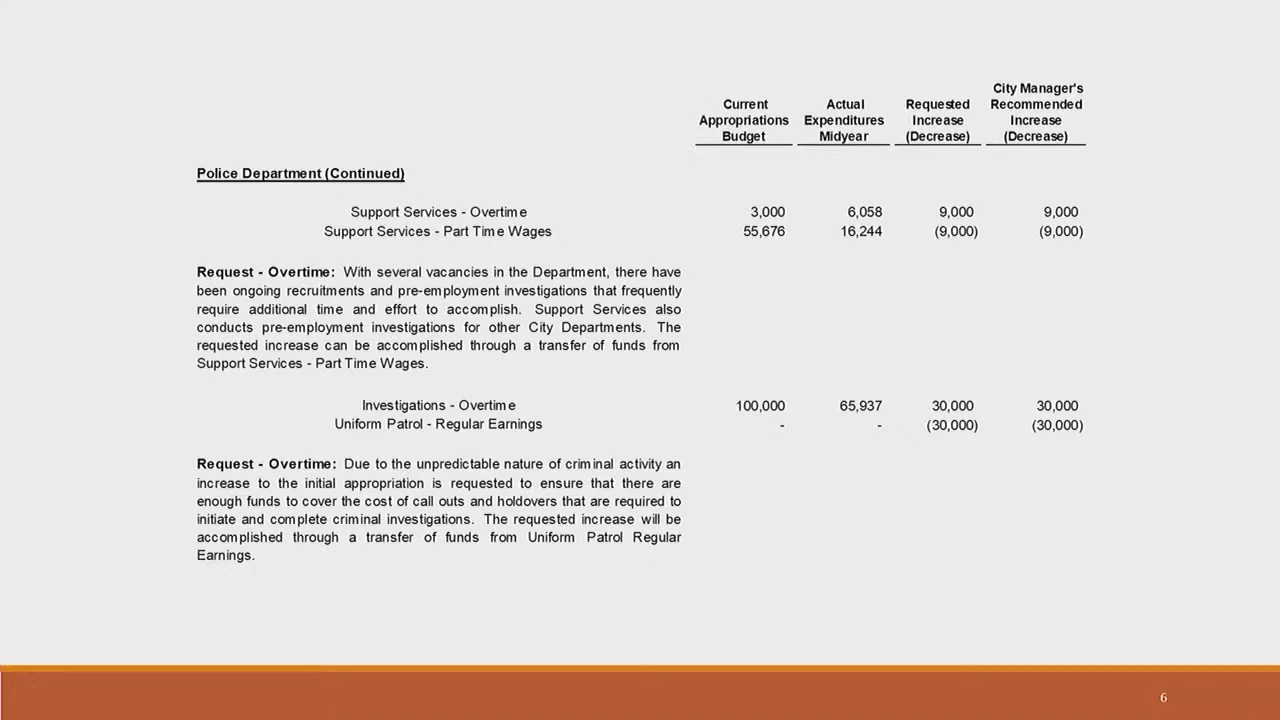 City Manager's
Current Actual Requested Recommended
Appropriations Expenditures Increase Increase
Budget Midyear (Decrease) (Decrease)
Police Department (Continued)
Support Services - Overtime 3,000 6,058 9,000 9,000
Support Services - Part Time Wages 55,676 16,244 (9,000) (9,000)
Request - Overtime: With several vacancies in the Department, there have
been ongoing recruitments and pre-employment investigations that frequently
require additional time and effort to accomplish. Support Services also
conducts pre-employment investigations for other City Departments. The
requested increase can be accomplished through a transfer of funds from
Support Services - Part Time Wages.
Investigations - Overtime 100,000 65,937 30,000 30,000
Uniform Patrol - Regular Earnings - - (30,000) (30,000)
Request - Overtime: Due to the unpredictable nature of criminal activity an
increase to the initial appropriation is requested to ensure that there are
enough funds to cover the cost of call outs and holdovers that are required to
initiate and complete criminal investigations. The requested increase will be
accomplished through a transfer of funds from Uniform Patrol Regular
Earnings.
6